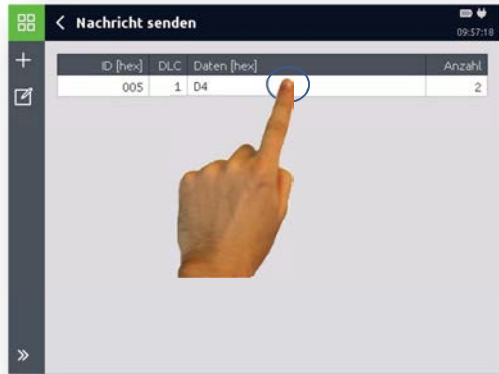 Nachricht senden
09:57:18
ID [hex] DLC Daten [hex] Anzahl
005 1 D4 2